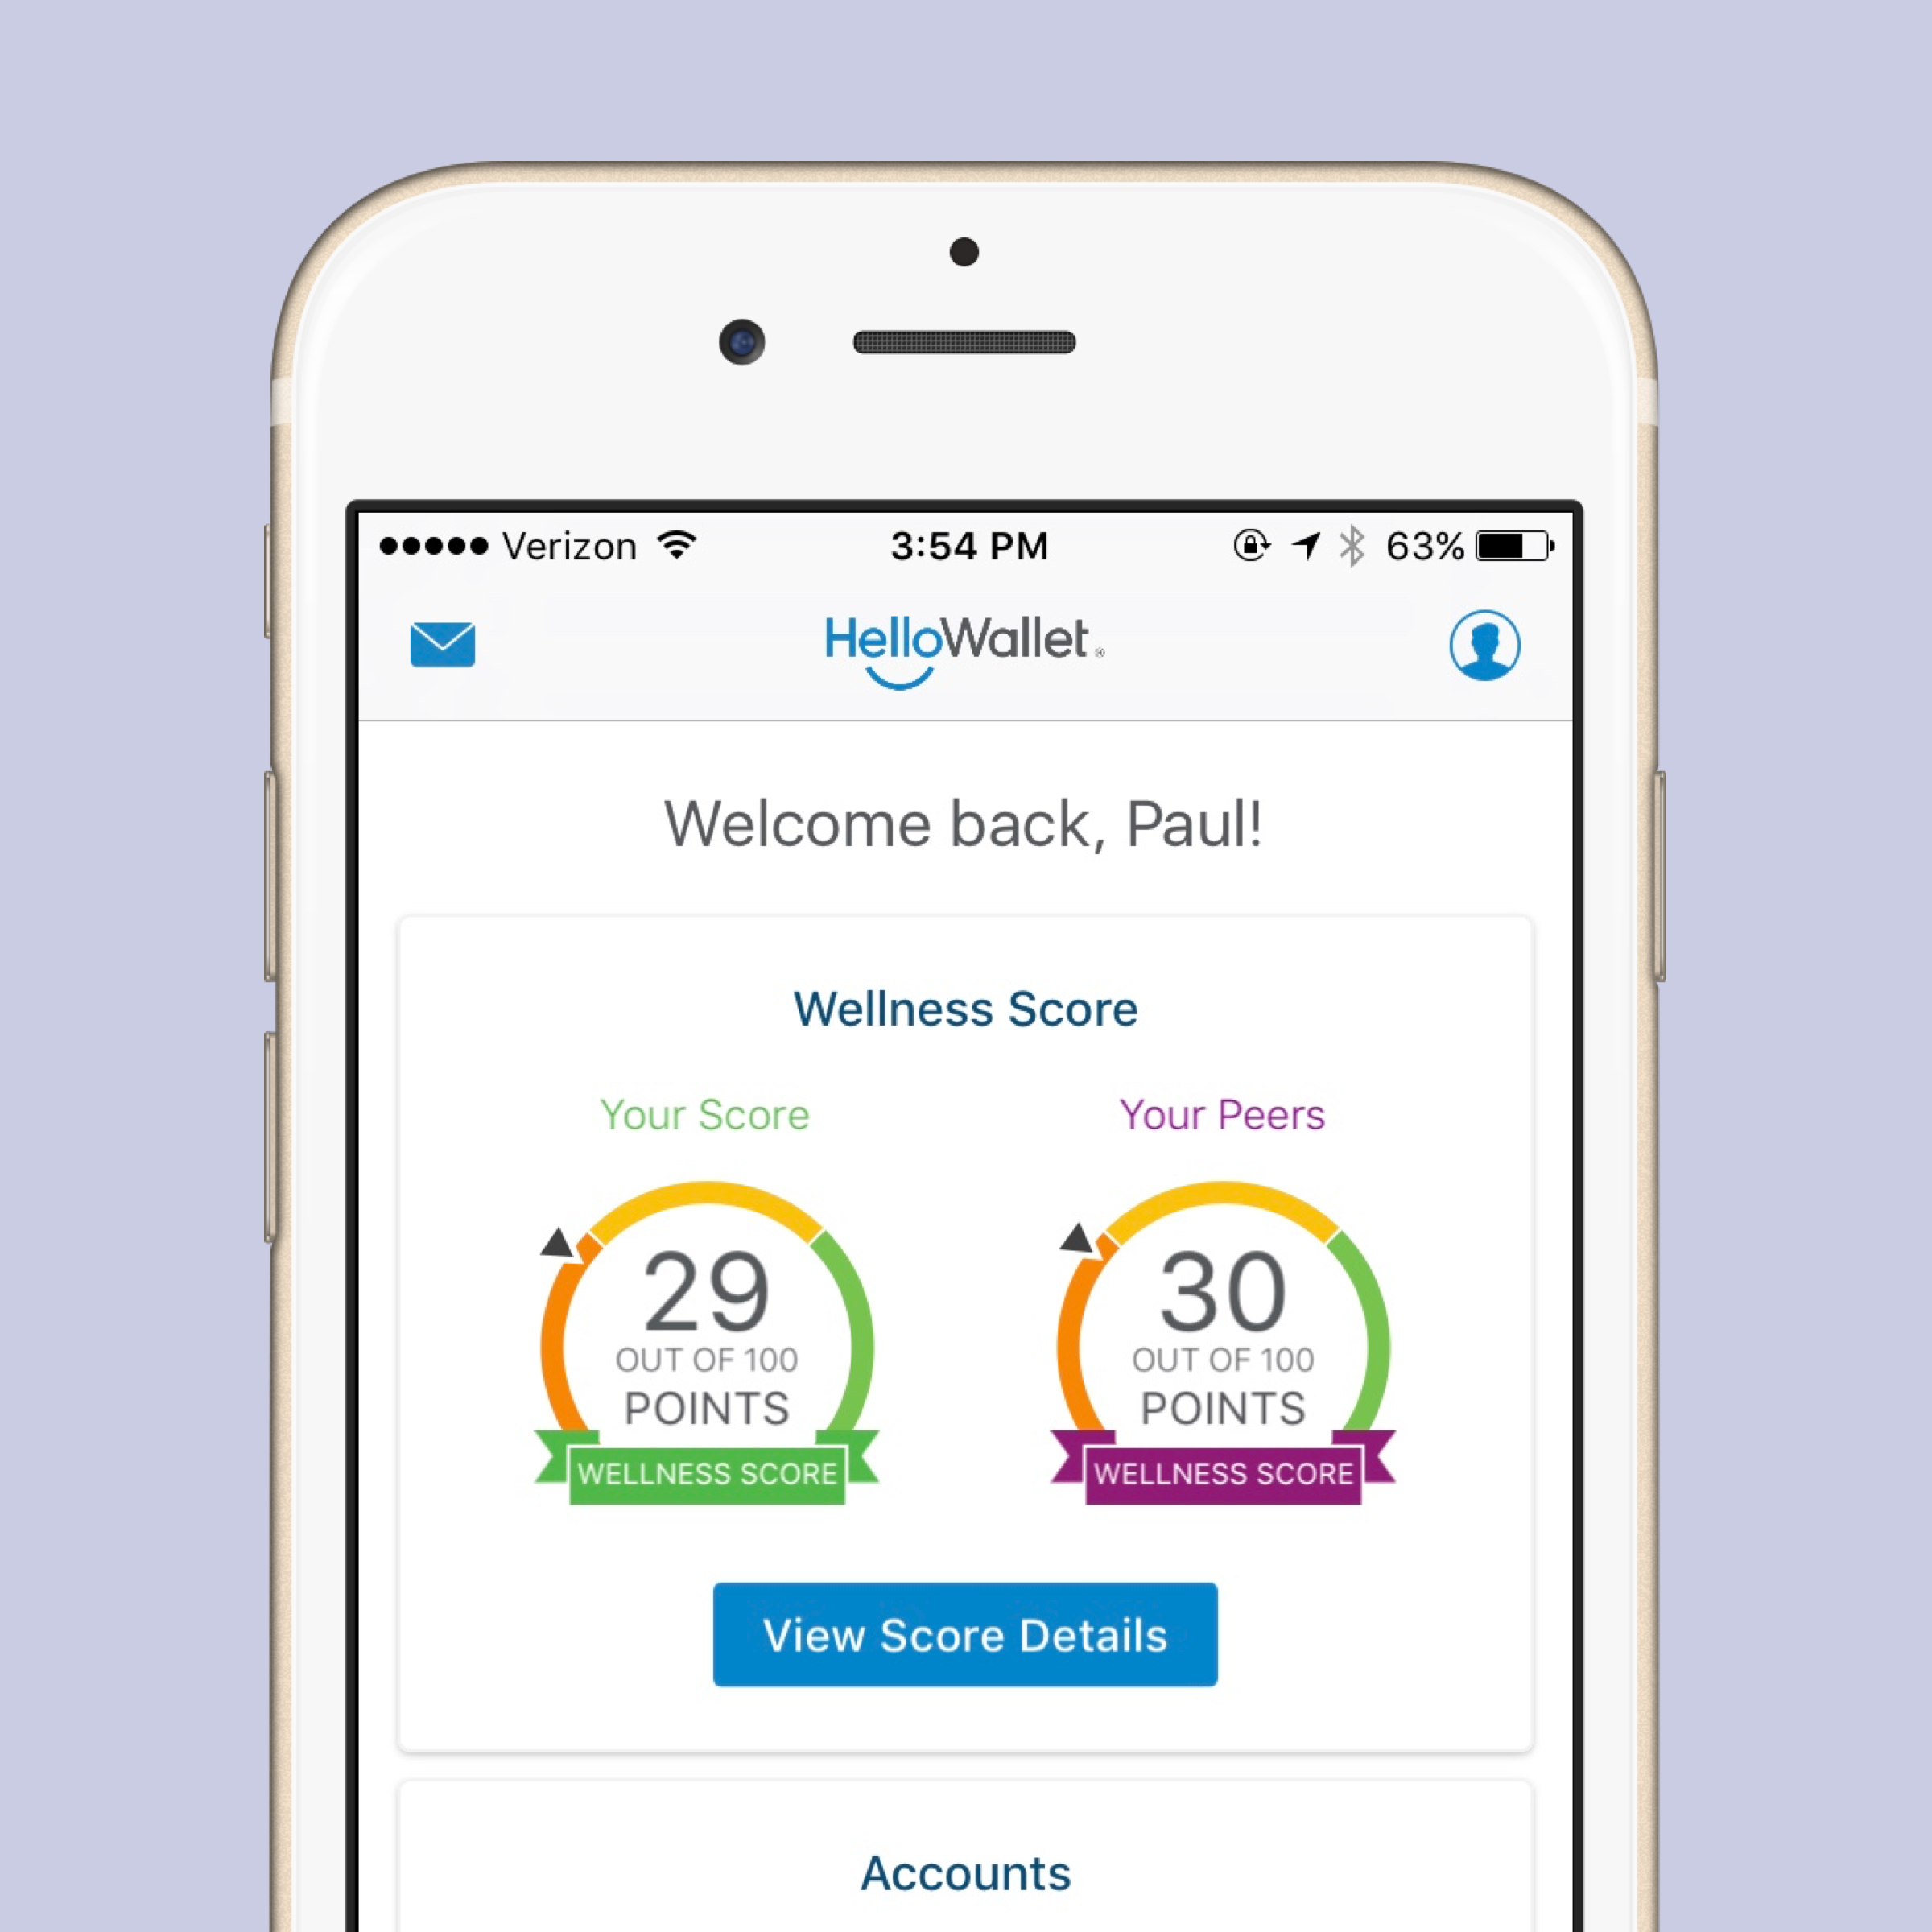 Verizon 3:54 PM 63%
HelloWallet
Welcome back, Paul!
Wellness Score
Your Score Your Peers
29 30
OUT OF 100 OUT OF 100
POINTS POINTS
WELLNESS SCORE WELLNESS SCORE
View Score Details
Accounts